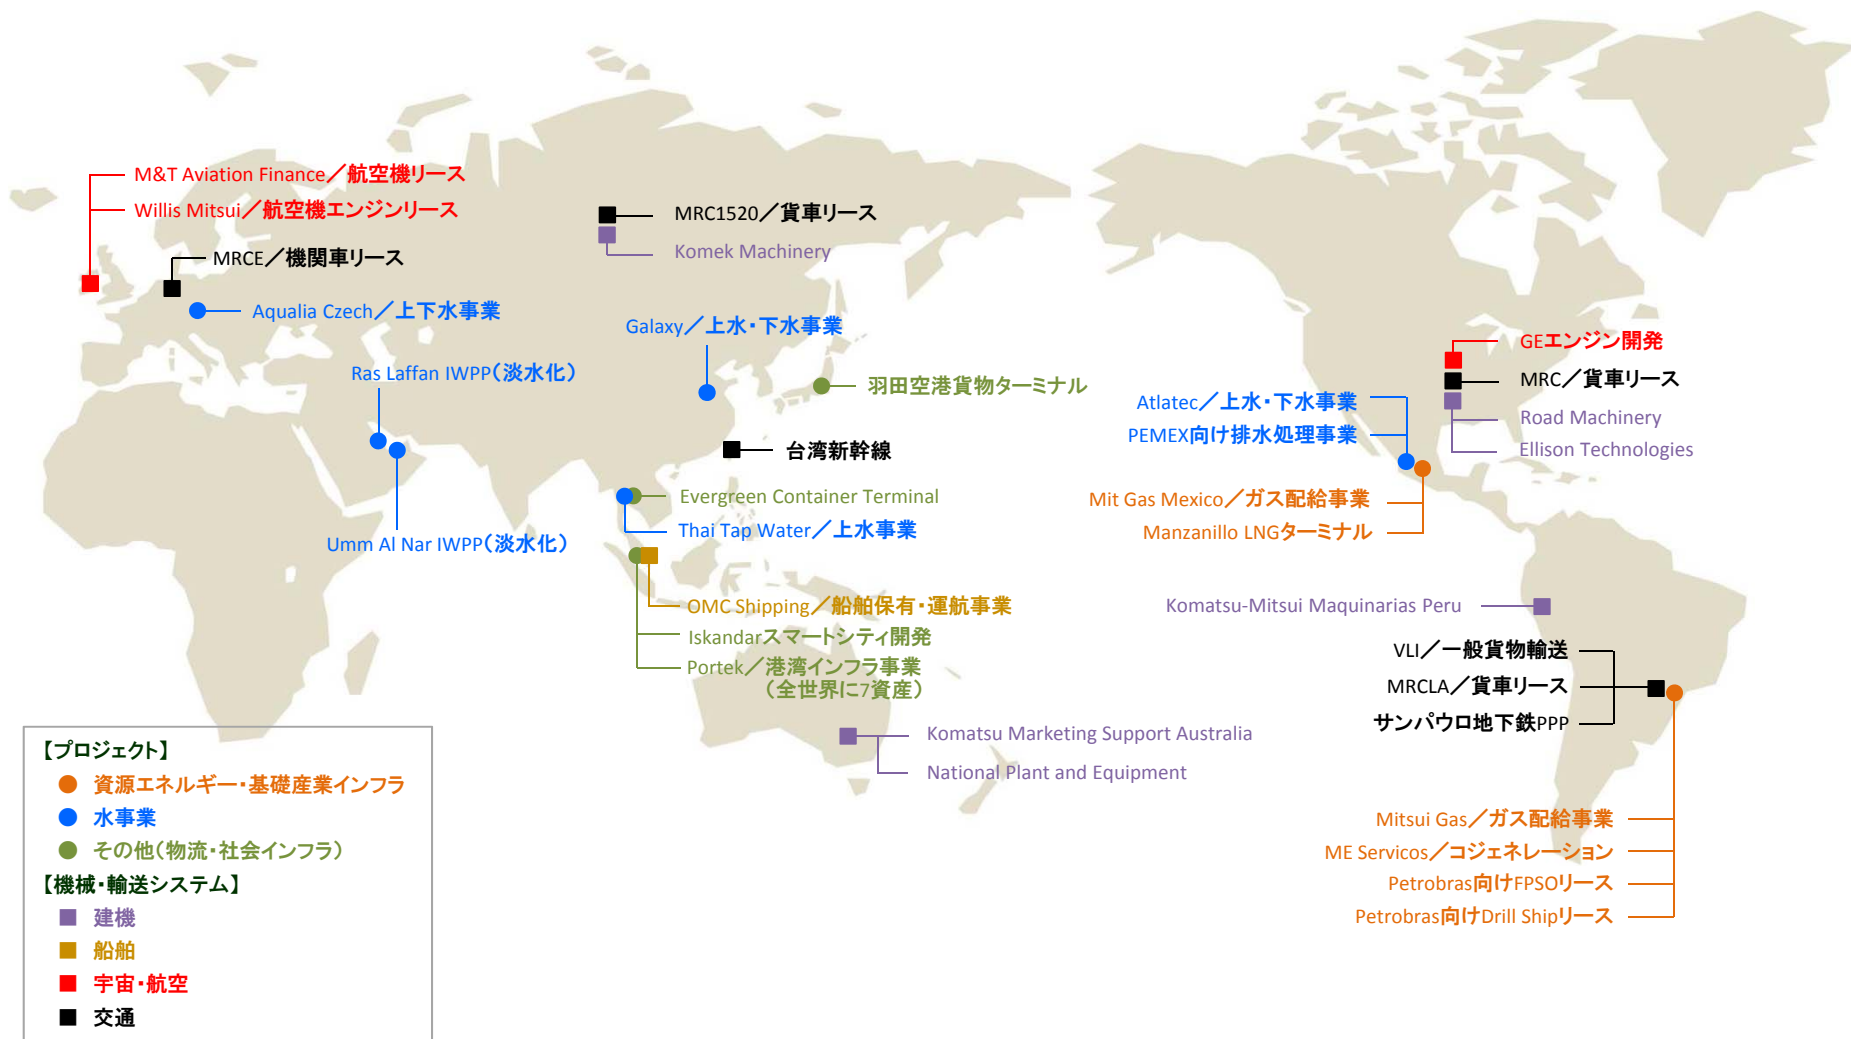 M&T Aviation Finance／航空機リース
Willis Mitsui／航空機エンジンリース
MRCE／機関車リース
Aqualia Czech／上下水事業
Ras Laffan IWPP（淡水化）
Umm Al Nar IWPP（淡水化）
MRC1520／貨車リース
Komek Machinery
Galaxy／上水・下水事業
羽田空港貨物ターミナル
台湾新幹線
Evergreen Container Terminal
Thai Tap Water／上水事業
OMC Shipping／船舶保有・運航事業
Iskandarスマートシティ開発
Portek／港湾インフラ事業
（全世界に7資産）
Komatsu Marketing Support Australia
National Plant and Equipment
GEエンジン開発
MRC／貨車リース
Road Machinery
Ellison Technologies
Atlatec／上水・下水事業
PEMEX向け排水処理事業
Mit Gas Mexico／ガス配給事業
Manzanillo LNGターミナル
Komatsu-Mitsui Maquinarias Peru
VLI／一般貨物輸送
MRCLA／貨車リース
サンパウロ地下鉄PPP
Mitsui Gas／ガス配給事業
ME Servicos／コジェネレーション
Petrobras向けFPSOリース
Petrobras向けDrill Shipリース
【プロジェクト】
資源エネルギー・基礎産業インフラ
水事業
その他（物流・社会インフラ）
【機械・輸送システム】
建機
船舶
宇宙・航空
交通